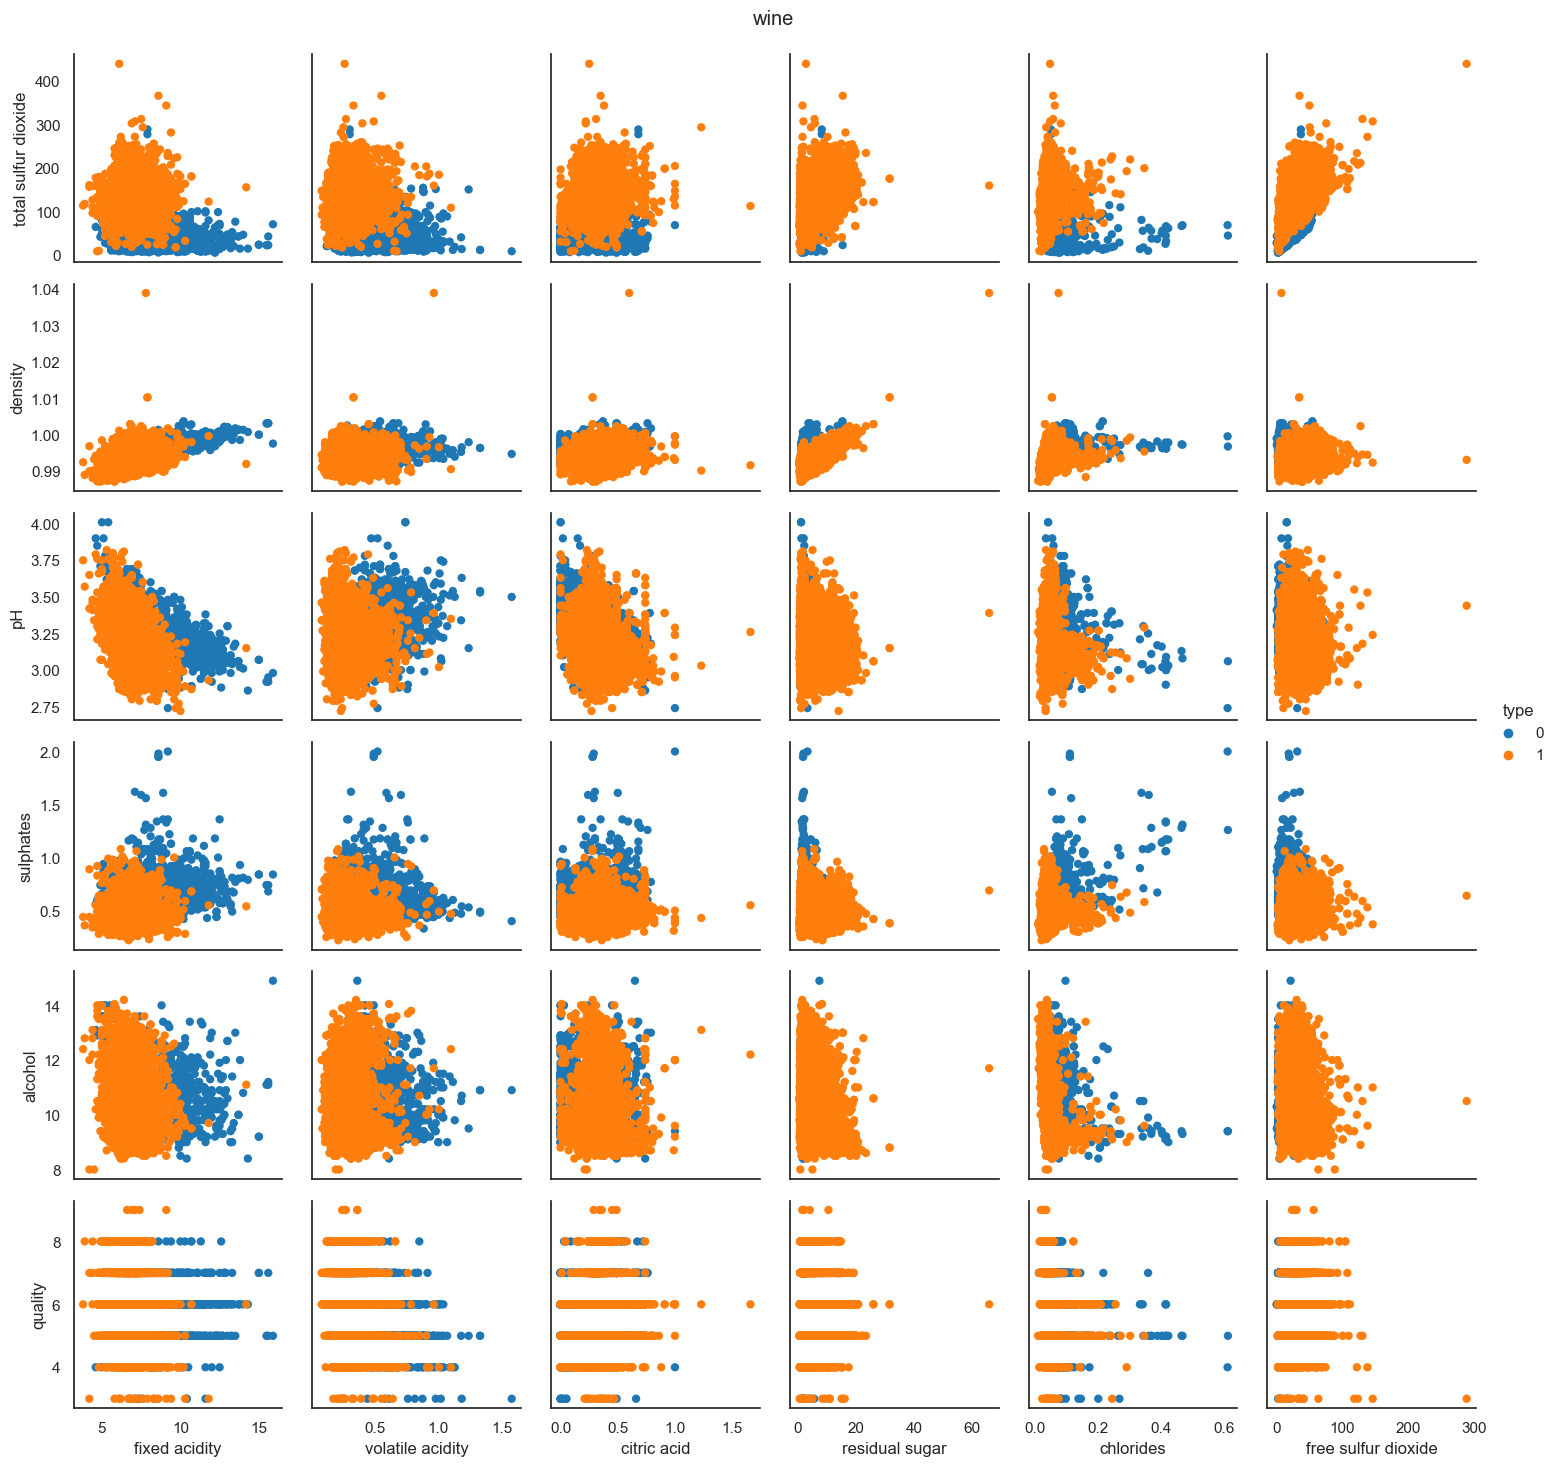 wine
total sulfur dioxide
400
300
200
100
0
density
1.04
1.03
1.02
1.01
1.00
0.99
pH
4.00
3.75
3.50
3.25
3.00
2.75
type
0
1
sulphates
2.0
1.5
1.0
0.5
alcohol
14
12
10
8
quality
8
6
4
5 10 15
0.5 1.0 1.5
0.0 0.5 1.0 1.5
0 20 40 60
0.0 0.2 0.4 0.6
0 100 200 300
fixed acidity
volatile acidity
citric acid
residual sugar
chlorides
free sulfur dioxide